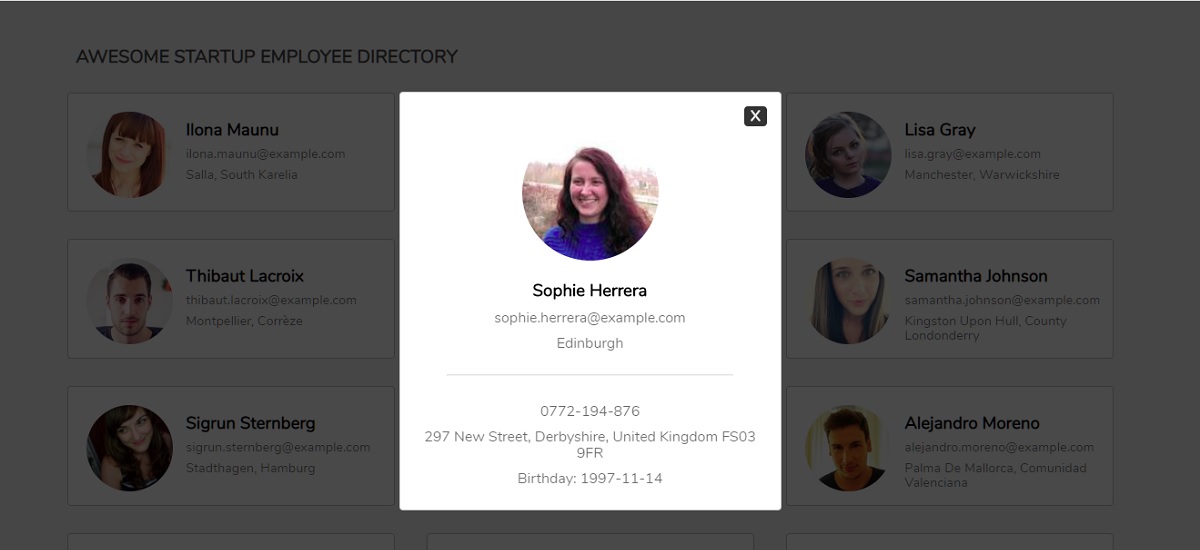 AWESOME STARTUP EMPLOYEE DIRECTORY
Ilona Maunu
ilona.maunu@example.com
Salla, South Karelia
X
Sophie Herrera
sophie.herrera@example.com
Edinburgh
0772-194-876
297 New Street, Derbyshire, United Kingdom FS03
9FR
Birthday: 1997-11-14
Lisa Gray
lisa.gray@example.com
Manchester, Warwickshire
Thibaut Lacroix
thibaut.lacroix@example.com
Montpellier, Corrèze
Samantha Johnson
samantha.johnson@example.com
Kingston Upon Hull, County
Londonderry
Sigrun Sternberg
sigrun.sternberg@example.com
Stadthagen, Hamburg
Alejandro Moreno
alejandro.moreno@example.com
Palma De Mallorca, Comunidad
Valenciana